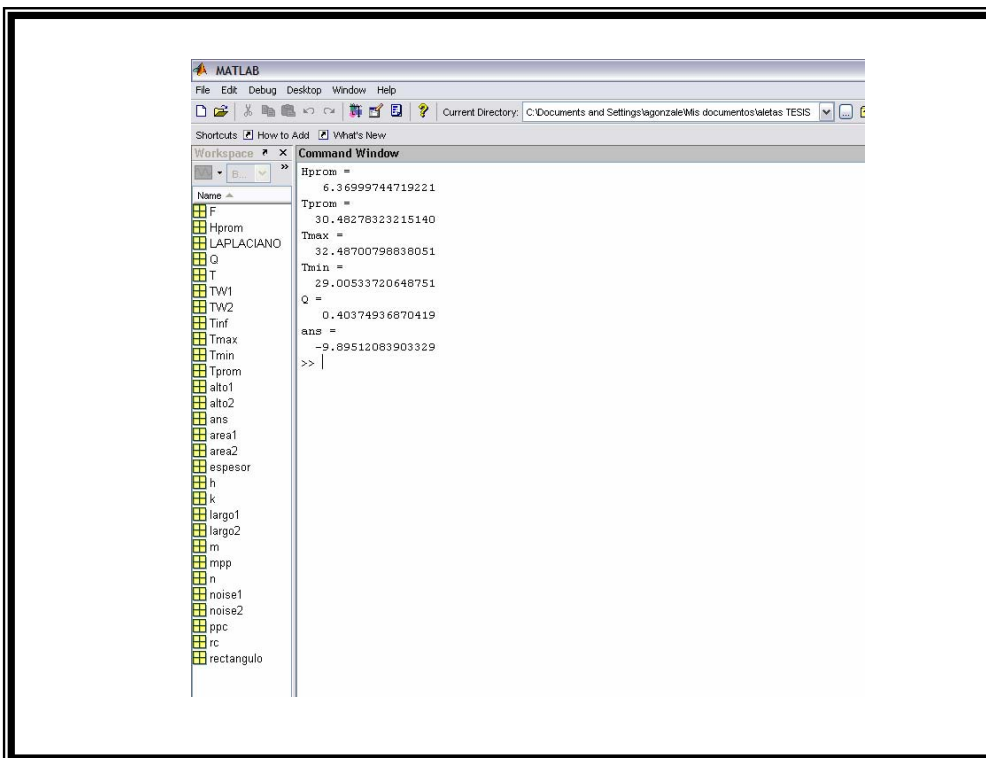 MATLAB
File Edit Debug Desktop Window Help
Current Directory: C:\Documents and Settings\agonzale\Mis documentos\aletas TESIS
Shortcuts How to Add What's New
Workspace
B...
Name
F
Hprom
LAPLACIANO
Q
T
TW1
TW2
Tinf
Tmax
Tmin
Tprom
alto1
alto2
ans
area1
area2
espesor
h
k
largo1
largo2
m
mpp
n
noise1
noise2
ppc
rc
rectangulo
Command Window
Hprom =
6.36999744719221
Tprom =
30.48278323215140
Tmax =
32.48700798838051
Tmin =
29.00533720648751
Q =
0.40374936870419
ans =
-9.89512083903329
>>